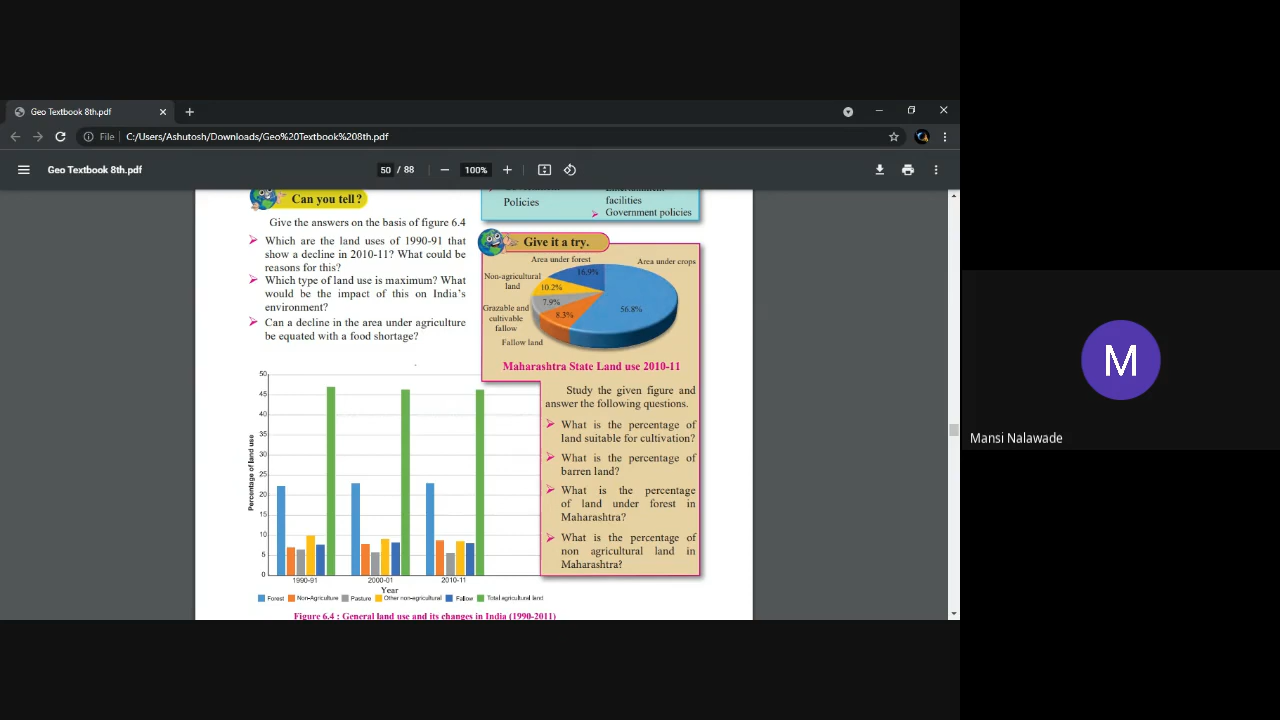 Geo Textbook 8th.pdf
File C:/Users/Ashutosh/Downloads/Geo%20Textbook%208th.pdf
Geo Textbook 8th.pdf
50 / 88
100%
Can you tell?
Give the answers on the basis of figure 6.4
Which are the land uses of 1990-91 that
show a decline in 2010-11? What could be
reasons for this?
Which type of land use is maximum? What
would be the impact of this on India's
environment?
Can a decline in the area under agriculture
be equated with a food shortage?
Policies
facilities
Government policies
Give it a try.
Area under forest
Area under crops
Non-agricultural
land
Grazable and
cultivable
fallow
Fallow land
16.9%
10.2%
7.9%
8.3%
56.8%
Maharashtra State Land use 2010-11
Study the given figure and
answer the following questions.
What is the percentage of
land suitable for cultivation?
What is the percentage of
barren land?
What is the percentage
of land under forest in
Maharashtra?
What is the percentage of
non agricultural land in
Maharashtra?
Percentage of land use
50
45
40
35
30
25
20
15
10
5
0
1990-91 2000-01 2010-11
Year
Forest Non-Agriculture Pasture Other non-agricultural Fallow Total agricultural land
Figure 6.4 : General land use and its changes in India (1990-2011)
M
Mansi Nalawade